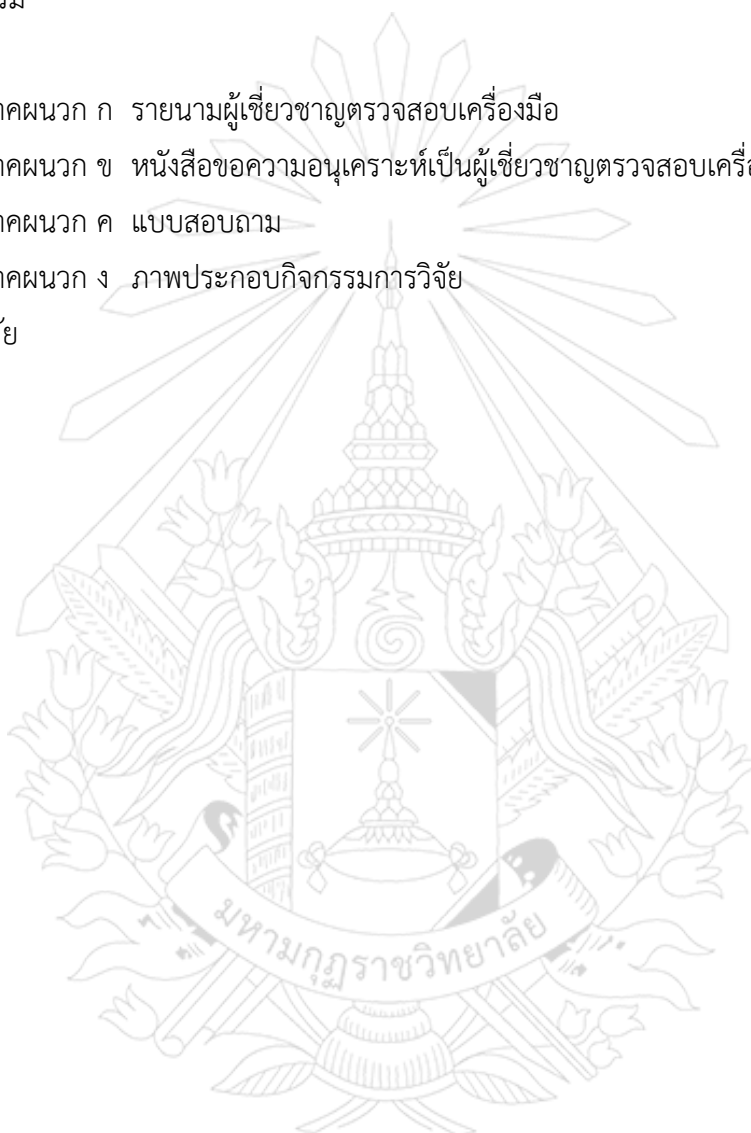 าคผนวก ก รายนามผู้เชี่ยวชาญตรวจสอบเครื่องมือ
าคผนวก ข หนังสือขอความอนุเคราะห์เป็นผู้เชี่ยวชาญตรวจสอบเครื่
าคผนวก ค แบบสอบถาม
าคผนวก ง ภาพประกอบกิจกรรมการวิจัย
ัย
มหามกุฏราชวิทยาลัย